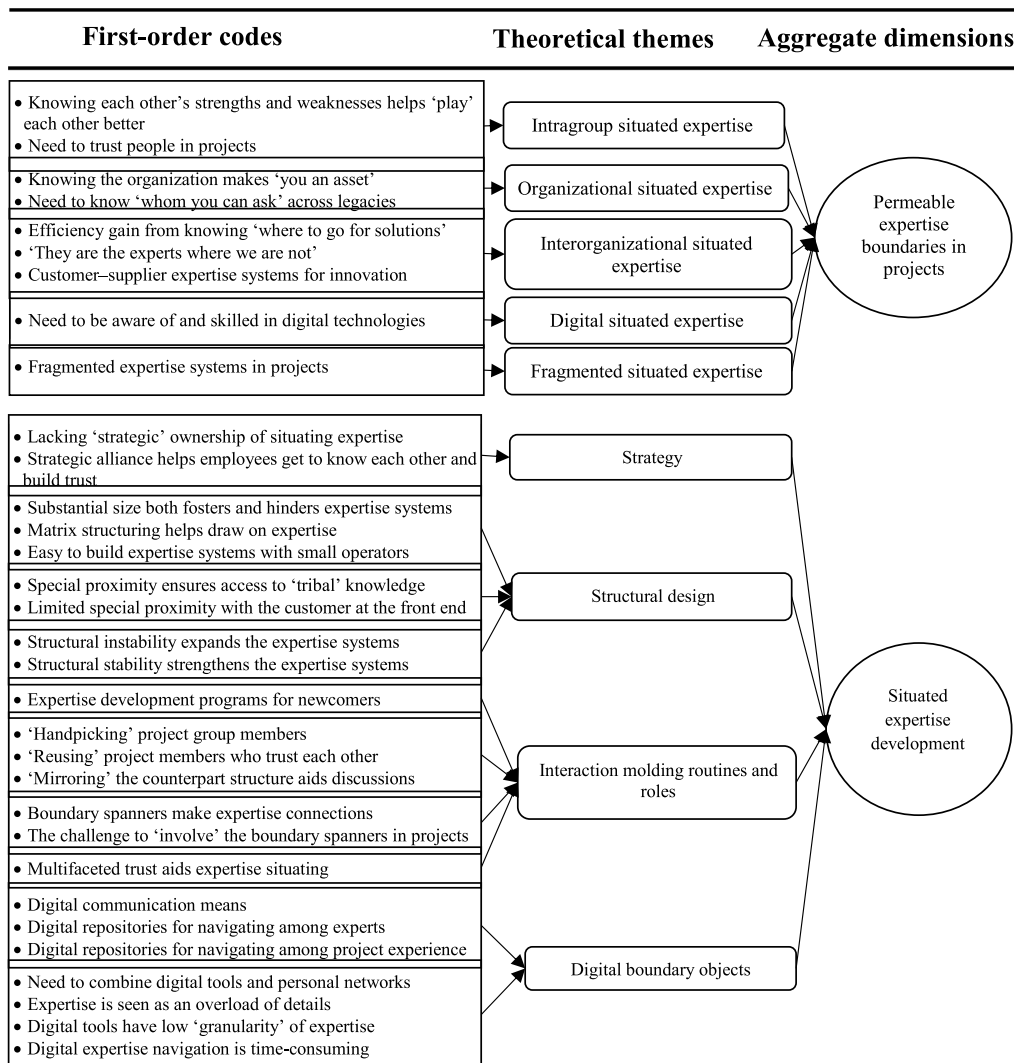 First-order codes
Theoretical themes
Aggregate dimensions
• Knowing each other’s strengths and weaknesses helps ‘play’
each other better
• Need to trust people in projects
• Knowing the organization makes ‘you an asset’
• Need to know ‘whom you can ask’ across legacies
• Efficiency gain from knowing ‘where to go for solutions’
• ‘They are the experts where we are not’
• Customer–supplier expertise systems for innovation
• Need to be aware of and skilled in digital technologies
• Fragmented expertise systems in projects
Intragroup situated expertise
Organizational situated expertise
Interorganizational situated
expertise
Digital situated expertise
Fragmented situated expertise
Permeable
expertise
boundaries in
projects
• Lacking ‘strategic’ ownership of situating expertise
• Strategic alliance helps employees get to know each other and
build trust
• Substantial size both fosters and hinders expertise systems
• Matrix structuring helps draw on expertise
• Easy to build expertise systems with small operators
• Special proximity ensures access to ‘tribal’ knowledge
• Limited special proximity with the customer at the front end
• Structural instability expands the expertise systems
• Structural stability strengthens the expertise systems
• Expertise development programs for newcomers
• ‘Handpicking’ project group members
• ‘Reusing’ project members who trust each other
• ‘Mirroring’ the counterpart structure aids discussions
• Boundary spanners make expertise connections
• The challenge to ‘involve’ the boundary spanners in projects
• Multifaceted trust aids expertise situating
• Digital communication means
• Digital repositories for navigating among experts
• Digital repositories for navigating among project experience
• Need to combine digital tools and personal networks
• Expertise is seen as an overload of details
• Digital tools have low ‘granularity’ of expertise
• Digital expertise navigation is time-consuming
Strategy
Structural design
Interaction molding routines and
roles
Digital boundary objects
Situated
expertise
development